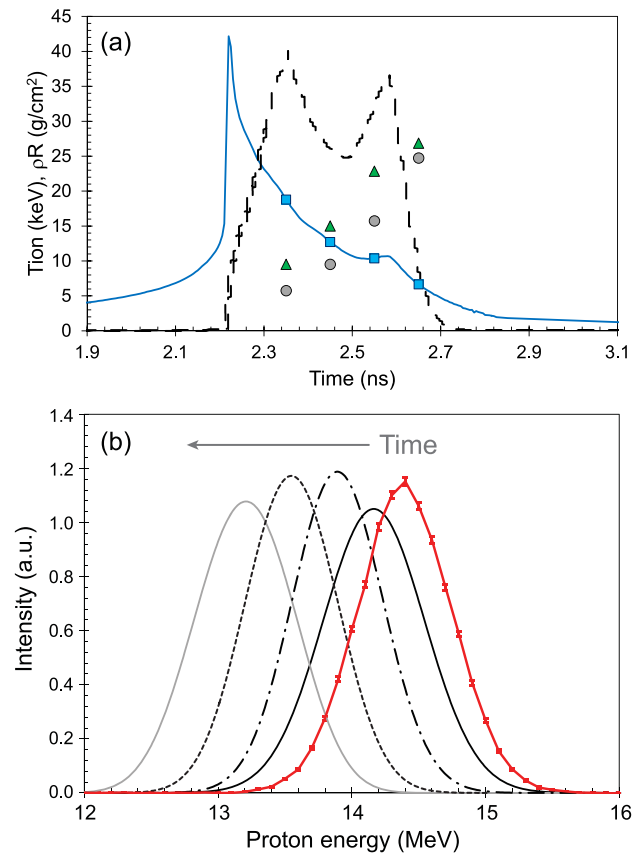 (a)
Tion (keV), ρR (g/cm²)
45
40
35
30
25
20
15
10
5
0
1.9 2.1 2.3 2.5 2.7 2.9 3.1
Time (ns)
(b)
Time
Intensity (a.u.)
1.4
1.2
1.0
0.8
0.6
0.4
0.2
0.0
12 13 14 15 16
Proton energy (MeV)